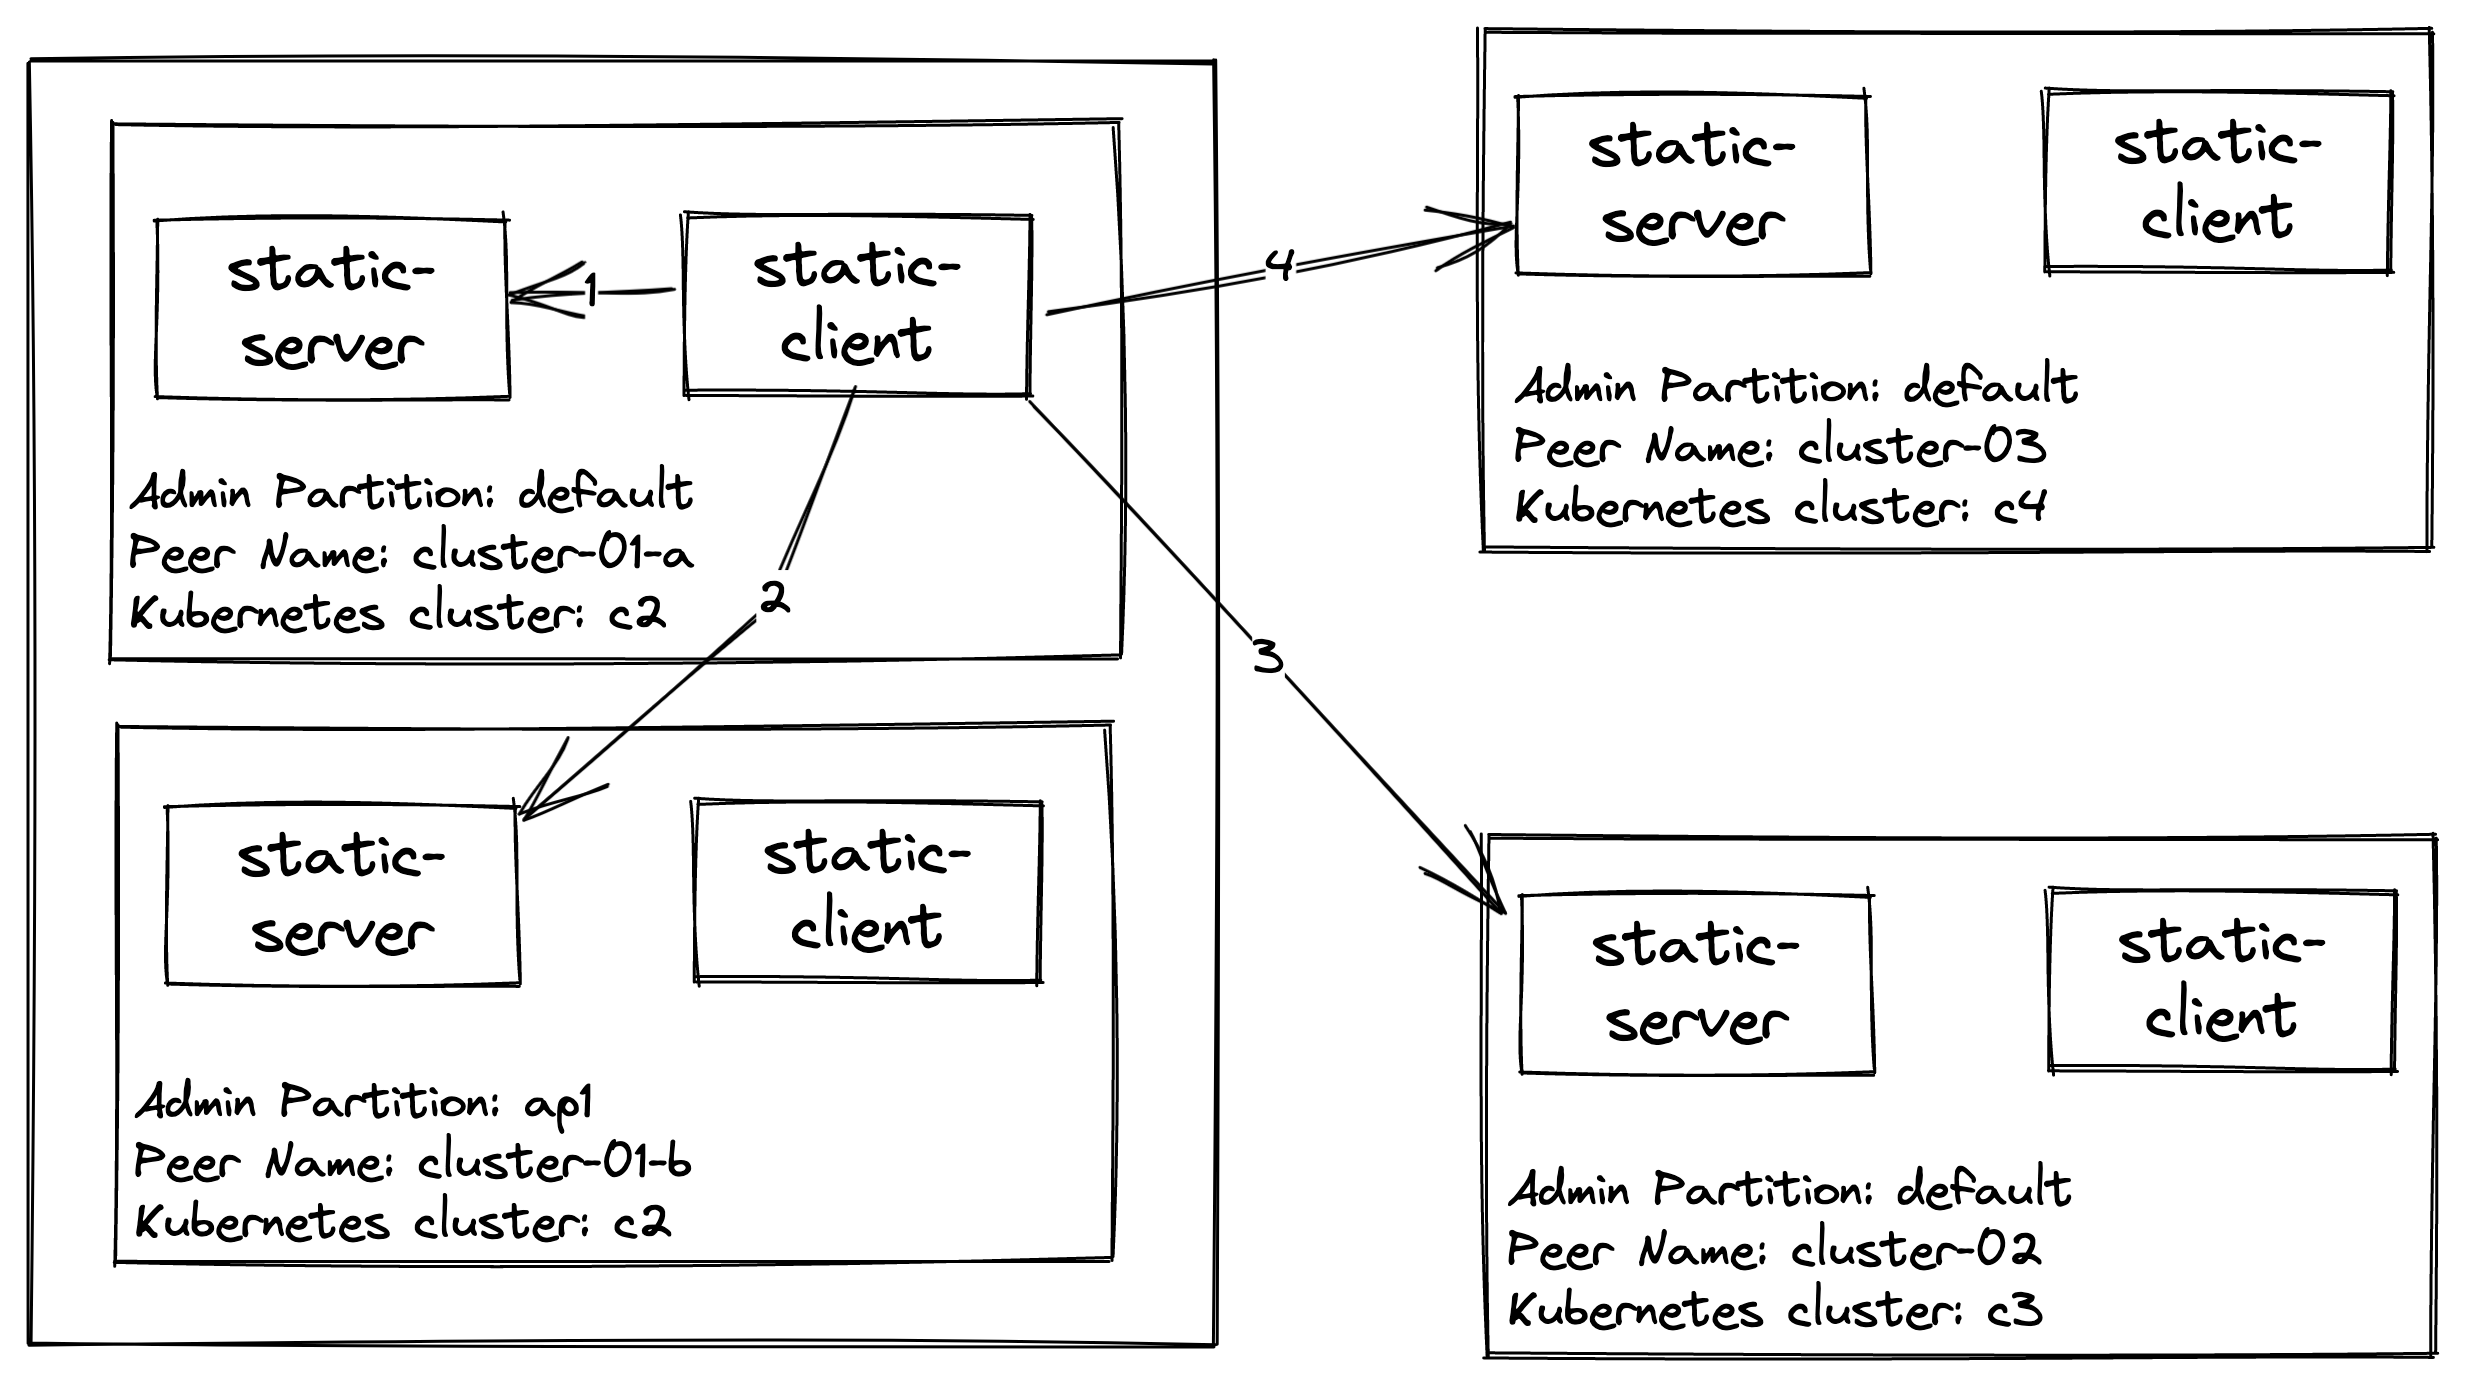 static-
server
1
static-
client
Admin Partition: default
Peer Name: cluster-01-a
Kubernetes cluster: c2
2
static-
server
static-
client
Admin Partition: ap1
Peer Name: cluster-01-b
Kubernetes cluster: c2
4
3
static-
server
static-
client
Admin Partition: default
Peer Name: cluster-03
Kubernetes cluster: c4
static-
server
static-
client
Admin Partition: default
Peer Name: cluster-02
Kubernetes cluster: c3